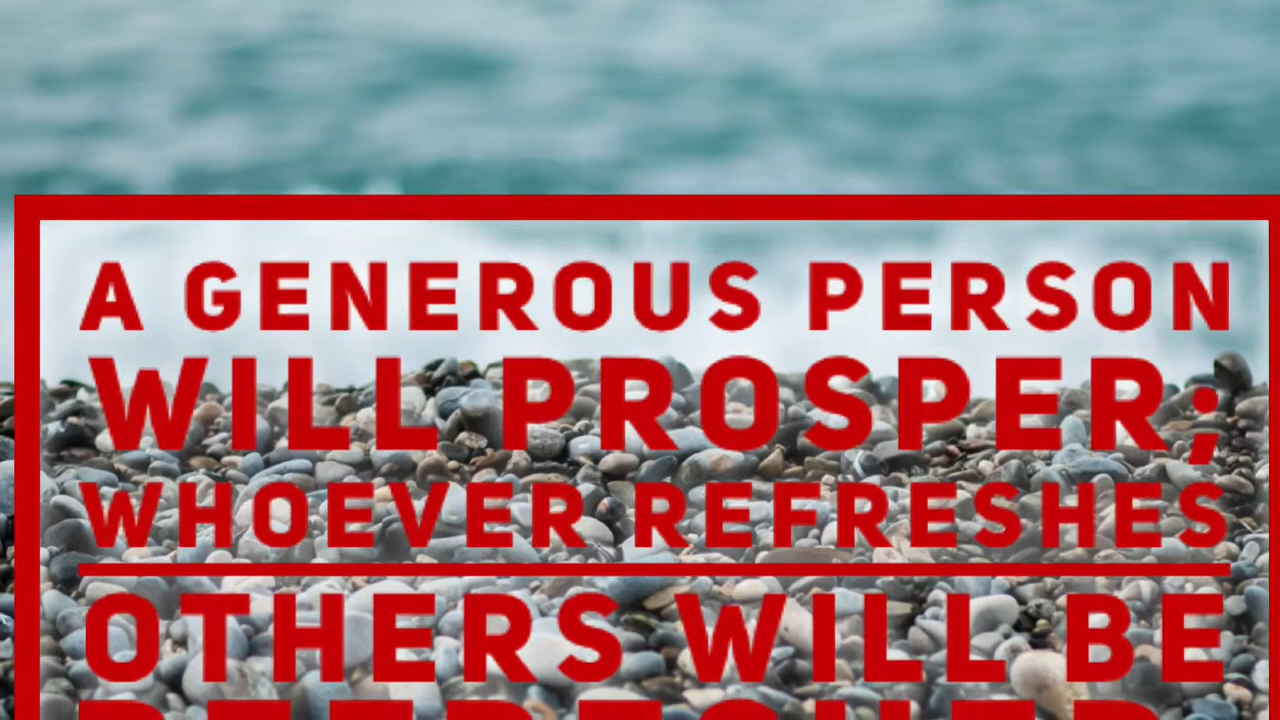 A GENEROUS PERSON
WILL PROSPER;
WHOEVER REFRESHES
OTHERS WILL BE